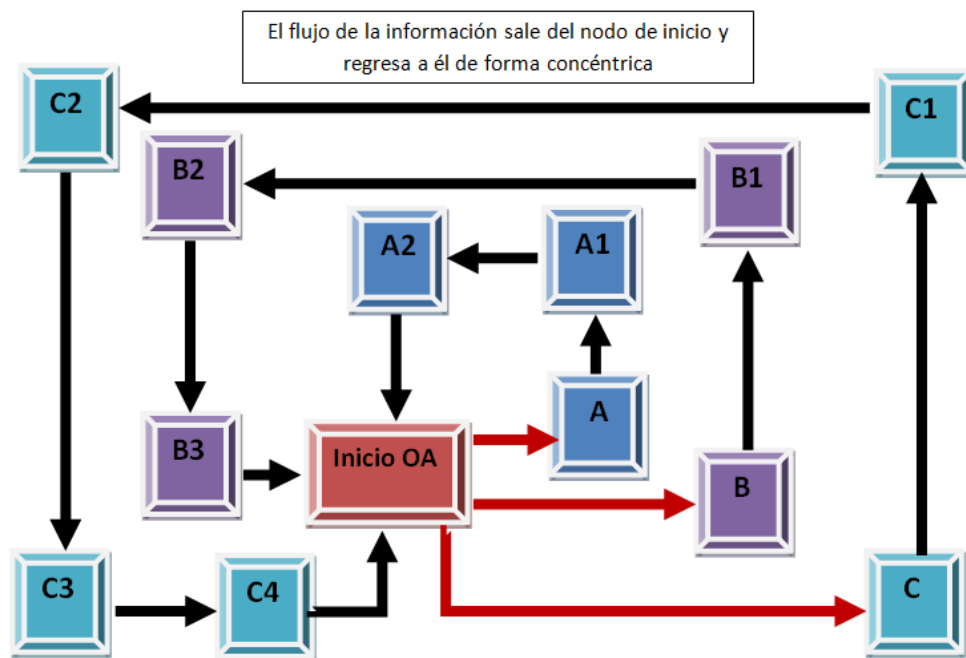 El flujo de la información sale del nodo de inicio y
regresa a él de forma concéntrica
C2
C1
B2
B1
A2
A1
A
B3
Inicio OA
B
C3
C4
C